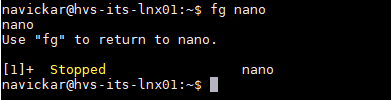 navickar@hvs-its-lnx01:~$ fg nano
nano
Use "fg" to return to nano.
[1]+  Stopped                 nano
navickar@hvs-its-lnx01:~$